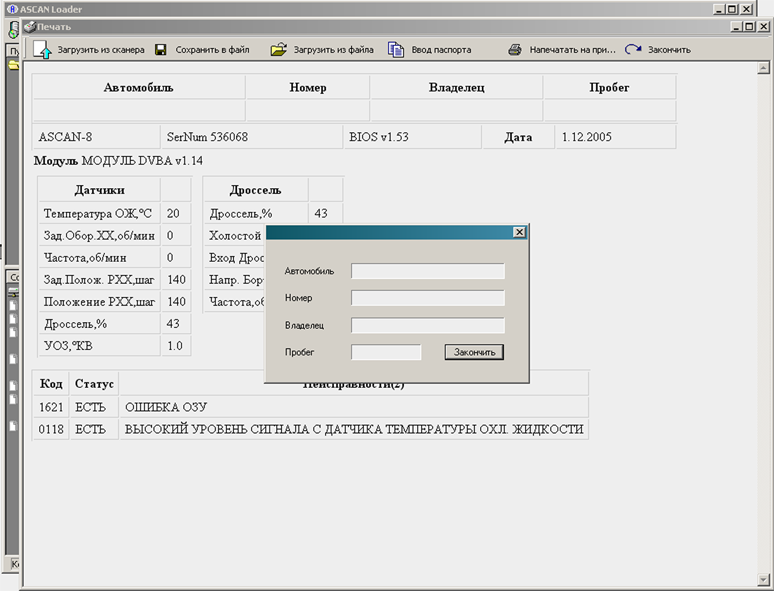 ASCAN Loader
Печать
Загрузить из сканера Сохранить в файл Загрузить из файла Ввод паспорта Напечатать на при... Закончить
Автомобиль Номер Владелец Пробег
ASCAN-8 SerNum 536068 BIOS v1.53 Дата 1.12.2005
Модуль МОДУЛЬ DVBA v1.14
Датчики Дроссель
Температура ОЖ,°С 20 Дроссель,% 43
Зад.Обор.ХХ,об/мин 0 Холостой
Частота,об/мин 0 Вход Дрос
Зад.Полож. РХХ,шаг 140 Напр. Бор
Положение РХХ,шаг 140 Частота,об
Дроссель,% 43
УОЗ,°КВ 1.0
Автомобиль
Номер
Владелец
Пробег Закончить
Код Статус Неисправности(2)
1621 ЕСТЬ ОШИБКА ОЗУ
0118 ЕСТЬ ВЫСОКИЙ УРОВЕНЬ СИГНАЛА С ДАТЧИКА ТЕМПЕРАТУРЫ ОХЛ. ЖИДКОСТИ